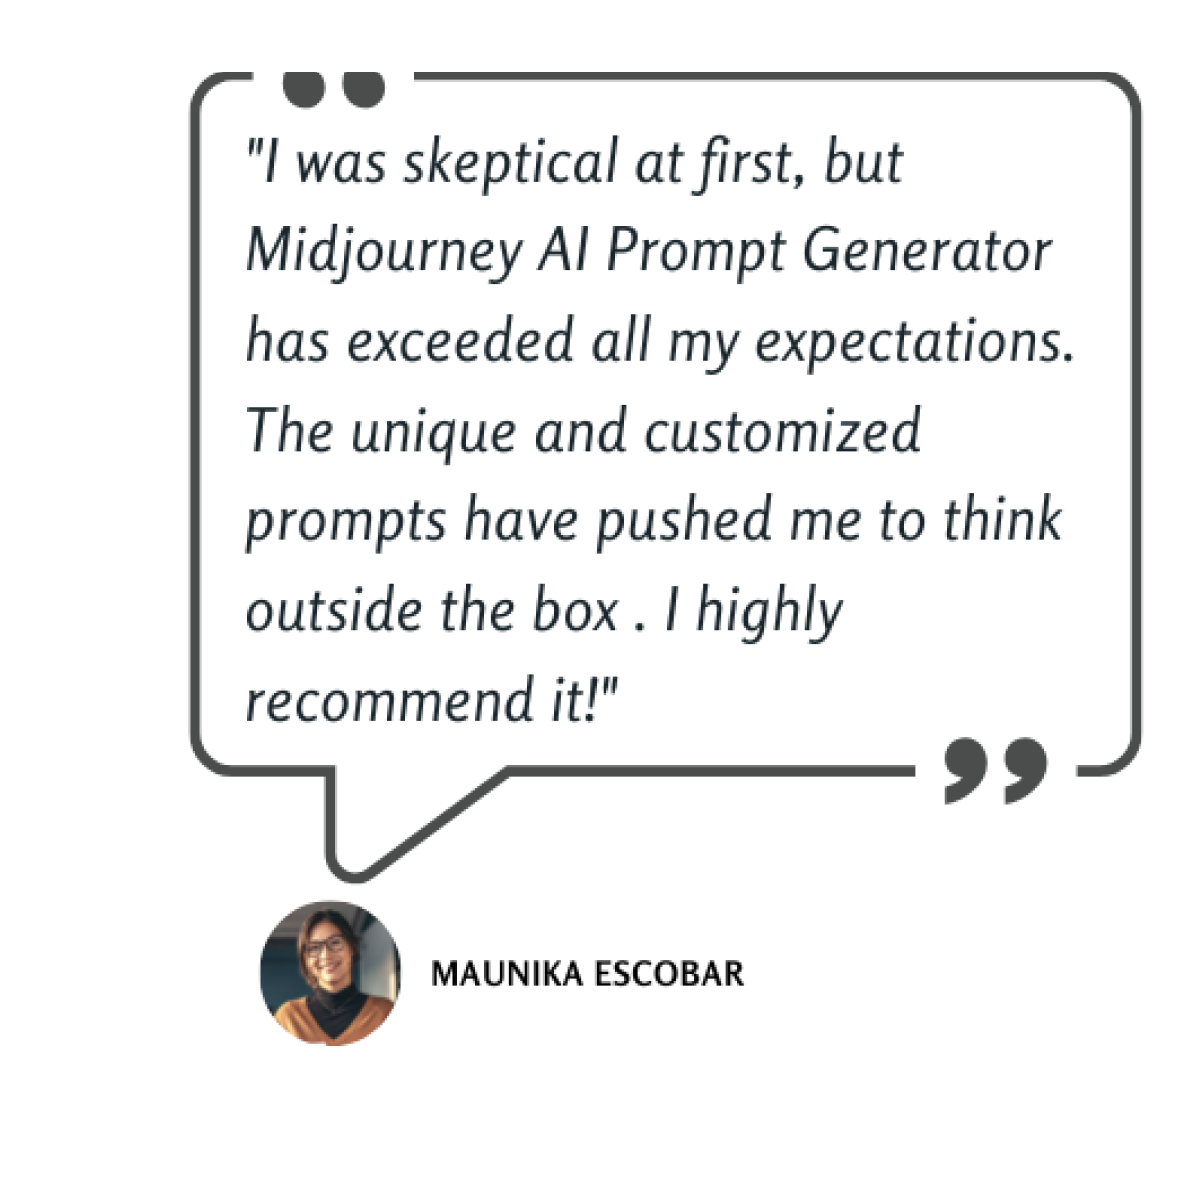 "I was skeptical at first, but
Midjourney AI Prompt Generator
has exceeded all my expectations.
The unique and customized
prompts have pushed me to think
outside the box . I highly
recommend it!"
MAUNIKA ESCOBAR